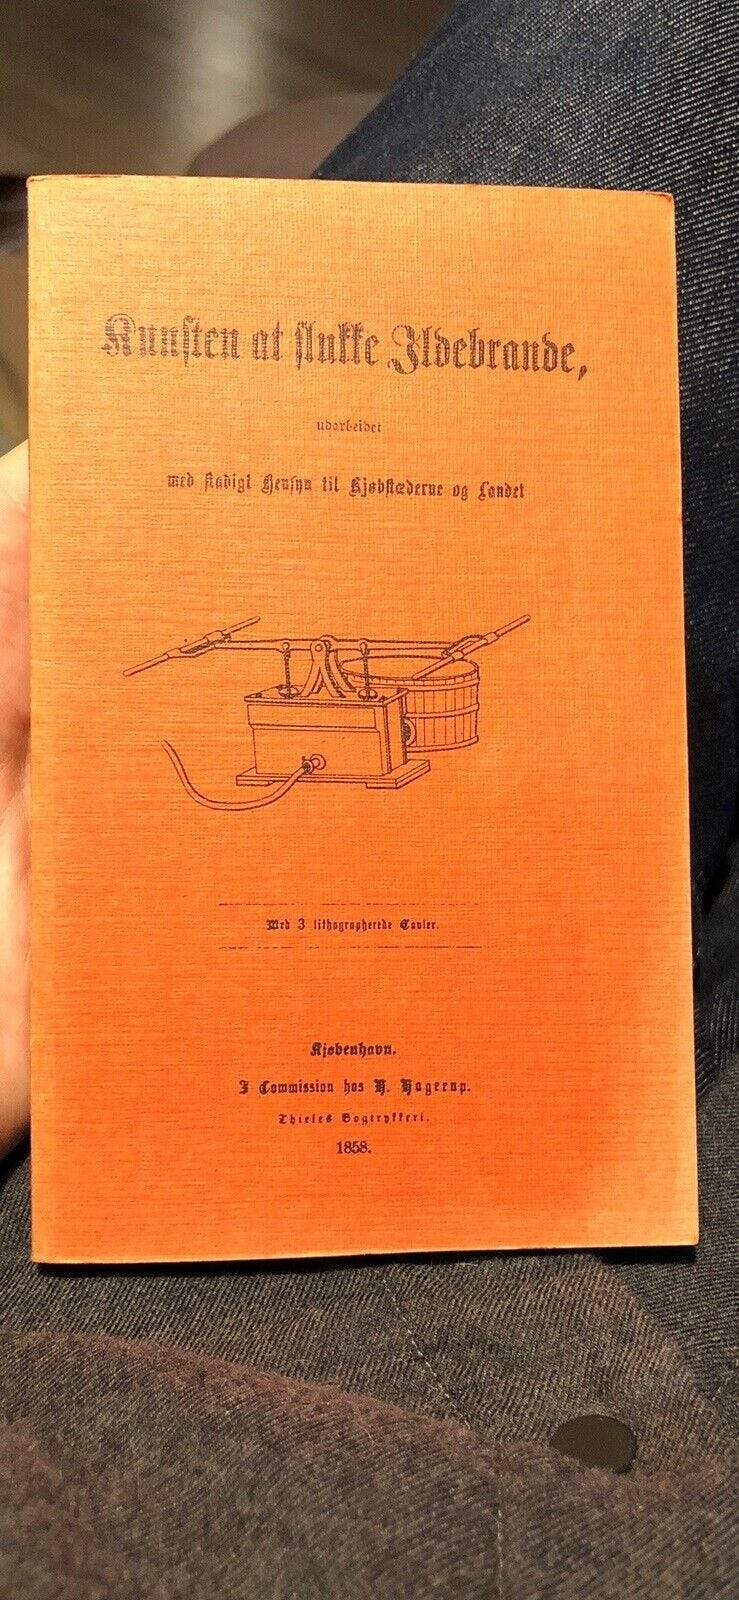 Kunsten at slukke Ildebrande,
udarbeidet
med stadigt Hensyn til Kjøbstæderne og Landet
Med 3 lithographerede Tavler.
Kjøbenhavn.
I Commission hos H. Hagerup.
Thieles Bogtrykkeri.
1858.